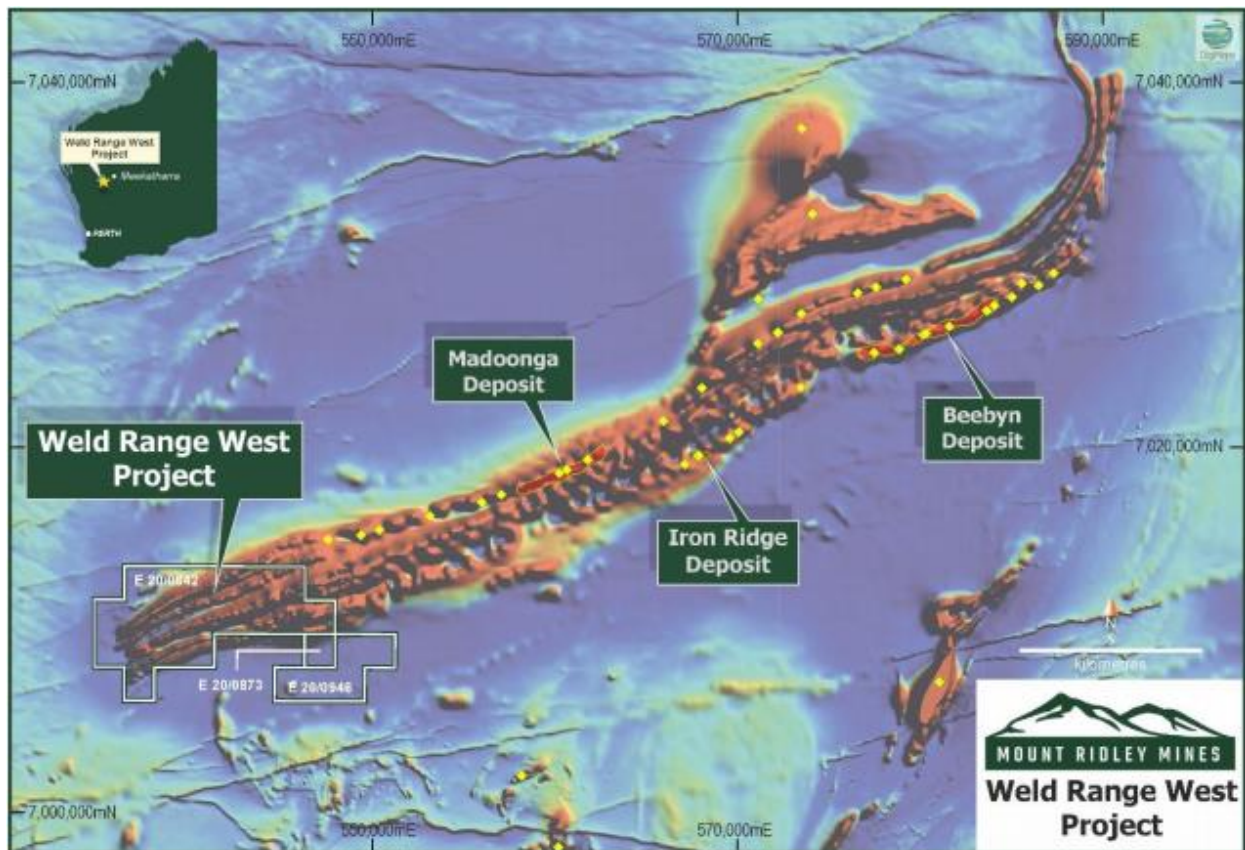 550,000mE
570,000mE
590,000mE
7,040,000mN
7,040,000mN
Weld Range West
Project
Meekatharra
PERTH
Madoonga
Deposit
Beebyn
Deposit
Weld Range West
Project
7,020,000mN
Iron Ridge
Deposit
E 20/0842
E 20/0873
E 20/0946
N
kilometres
7,000,000mN
550,000mE
570,000mE
MOUNT RIDLEY MINES
Weld Range West
Project